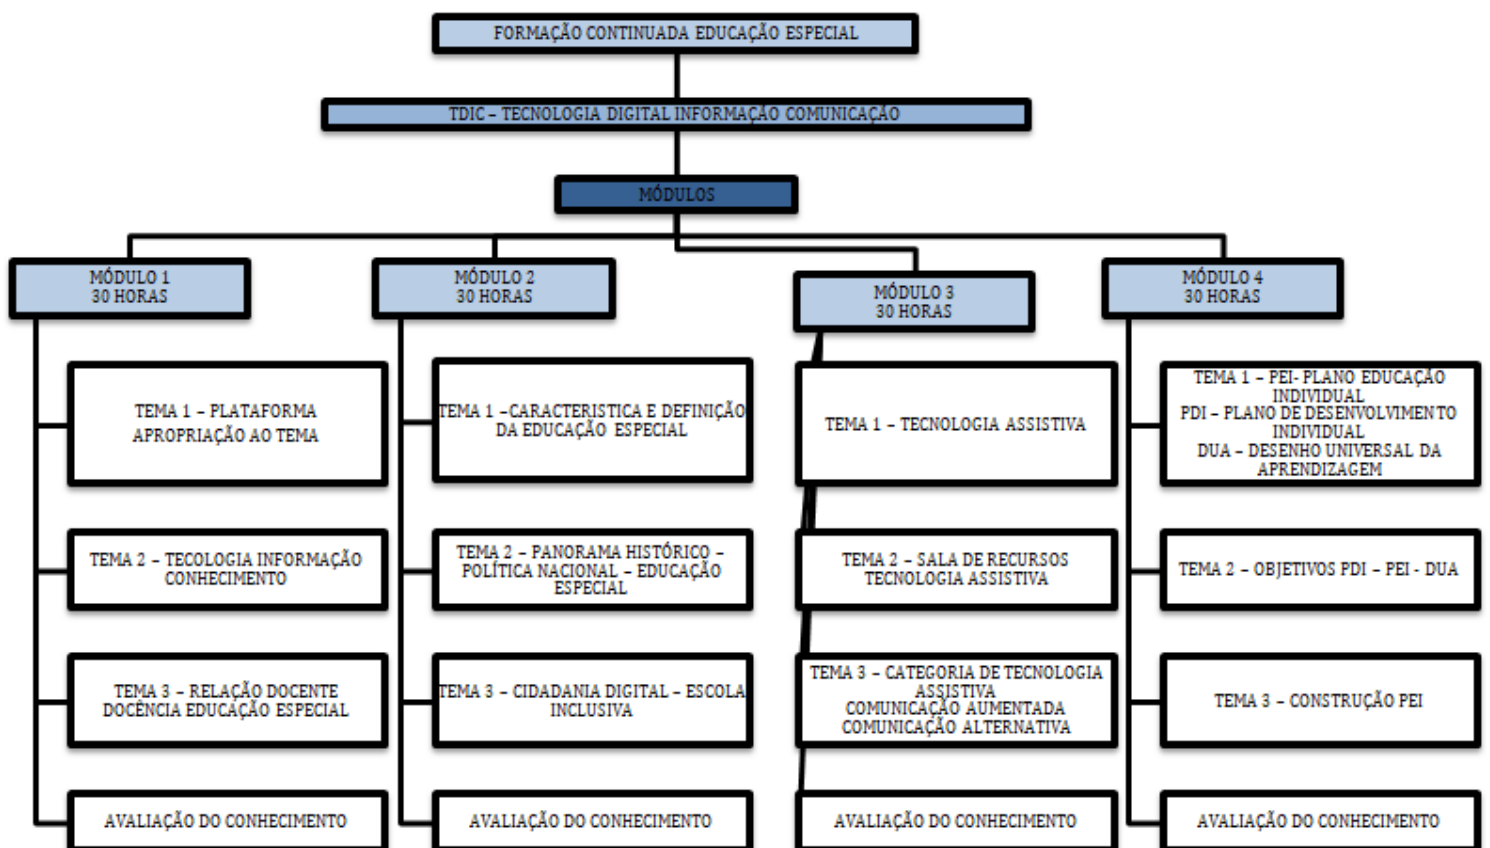 FORMAÇÃO CONTINUADA EDUCAÇÃO ESPECIAL
TDIC – TECNOLOGIA DIGITAL INFORMAÇÃO COMUNICAÇÃO
MÓDULOS
MÓDULO 1
30 HORAS
TEMA 1 – PLATAFORMA
APROPRIAÇÃO AO TEMA
TEMA 2 – TECOLOGIA INFORMAÇÃO
CONHECIMENTO
TEMA 3 – RELAÇÃO DOCENTE
DOCÊNCIA EDUCAÇÃO ESPECIAL
AVALIAÇÃO DO CONHECIMENTO
MÓDULO 2
30 HORAS
TEMA 1 –CARACTERISTICA E DEFINIÇÃO
DA EDUCAÇÃO ESPECIAL
TEMA 2 – PANORAMA HISTÓRICO –
POLÍTICA NACIONAL – EDUCAÇÃO
ESPECIAL
TEMA 3 – CIDADANIA DIGITAL – ESCOLA
INCLUSIVA
AVALIAÇÃO DO CONHECIMENTO
MÓDULO 3
30 HORAS
TEMA 1 – TECNOLOGIA ASSISTIVA
TEMA 2 – SALA DE RECURSOS
TECNOLOGIA ASSISTIVA
TEMA 3 – CATEGORIA DE TECNOLOGIA
ASSISTIVA
COMUNICAÇÃO AUMENTADA
COMUNICAÇÃO ALTERNATIVA
AVALIAÇÃO DO CONHECIMENTO
MÓDULO 4
30 HORAS
TEMA 1 – PEI- PLANO EDUCAÇÃO
INDIVIDUAL
PDI – PLANO DE DESENVOLVIMENTO
INDIVIDUAL
DUA – DESENHO UNIVERSAL DA
APRENDIZAGEM
TEMA 2 – OBJETIVOS PDI – PEI - DUA
TEMA 3 – CONSTRUÇÃO PEI
AVALIAÇÃO DO CONHECIMENTO